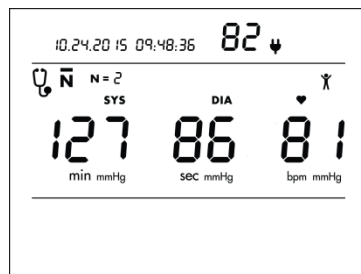 10.24.2015 09:48:36 82
N N = 2
SYS DIA
127 86 81
min mmHg sec mmHg bpm mmHg